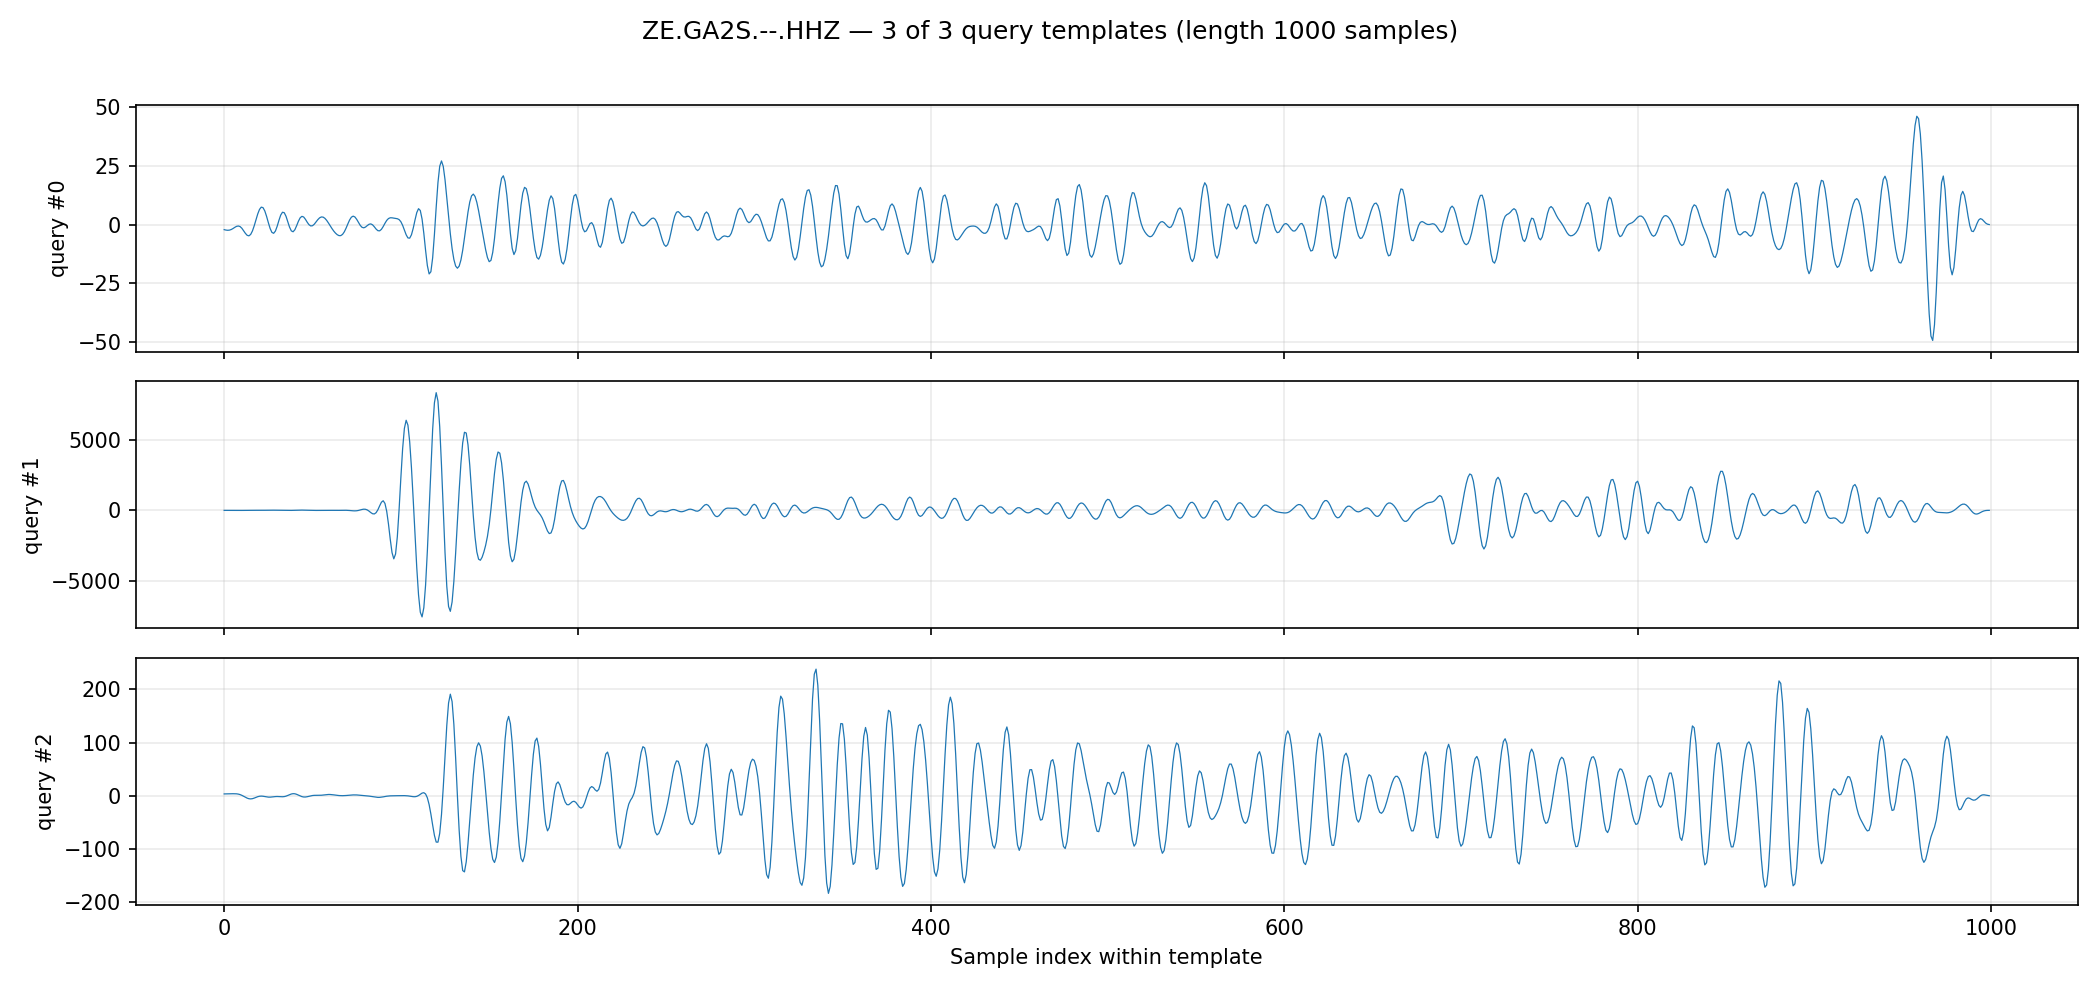 ZE.GA2S.--.HHZ — 3 of 3 query templates (length 1000 samples)
50
25
0
−25
−50
query #0
5000
0
−5000
query #1
200
100
0
−100
−200
query #2
0 200 400 600 800 1000
Sample index within template